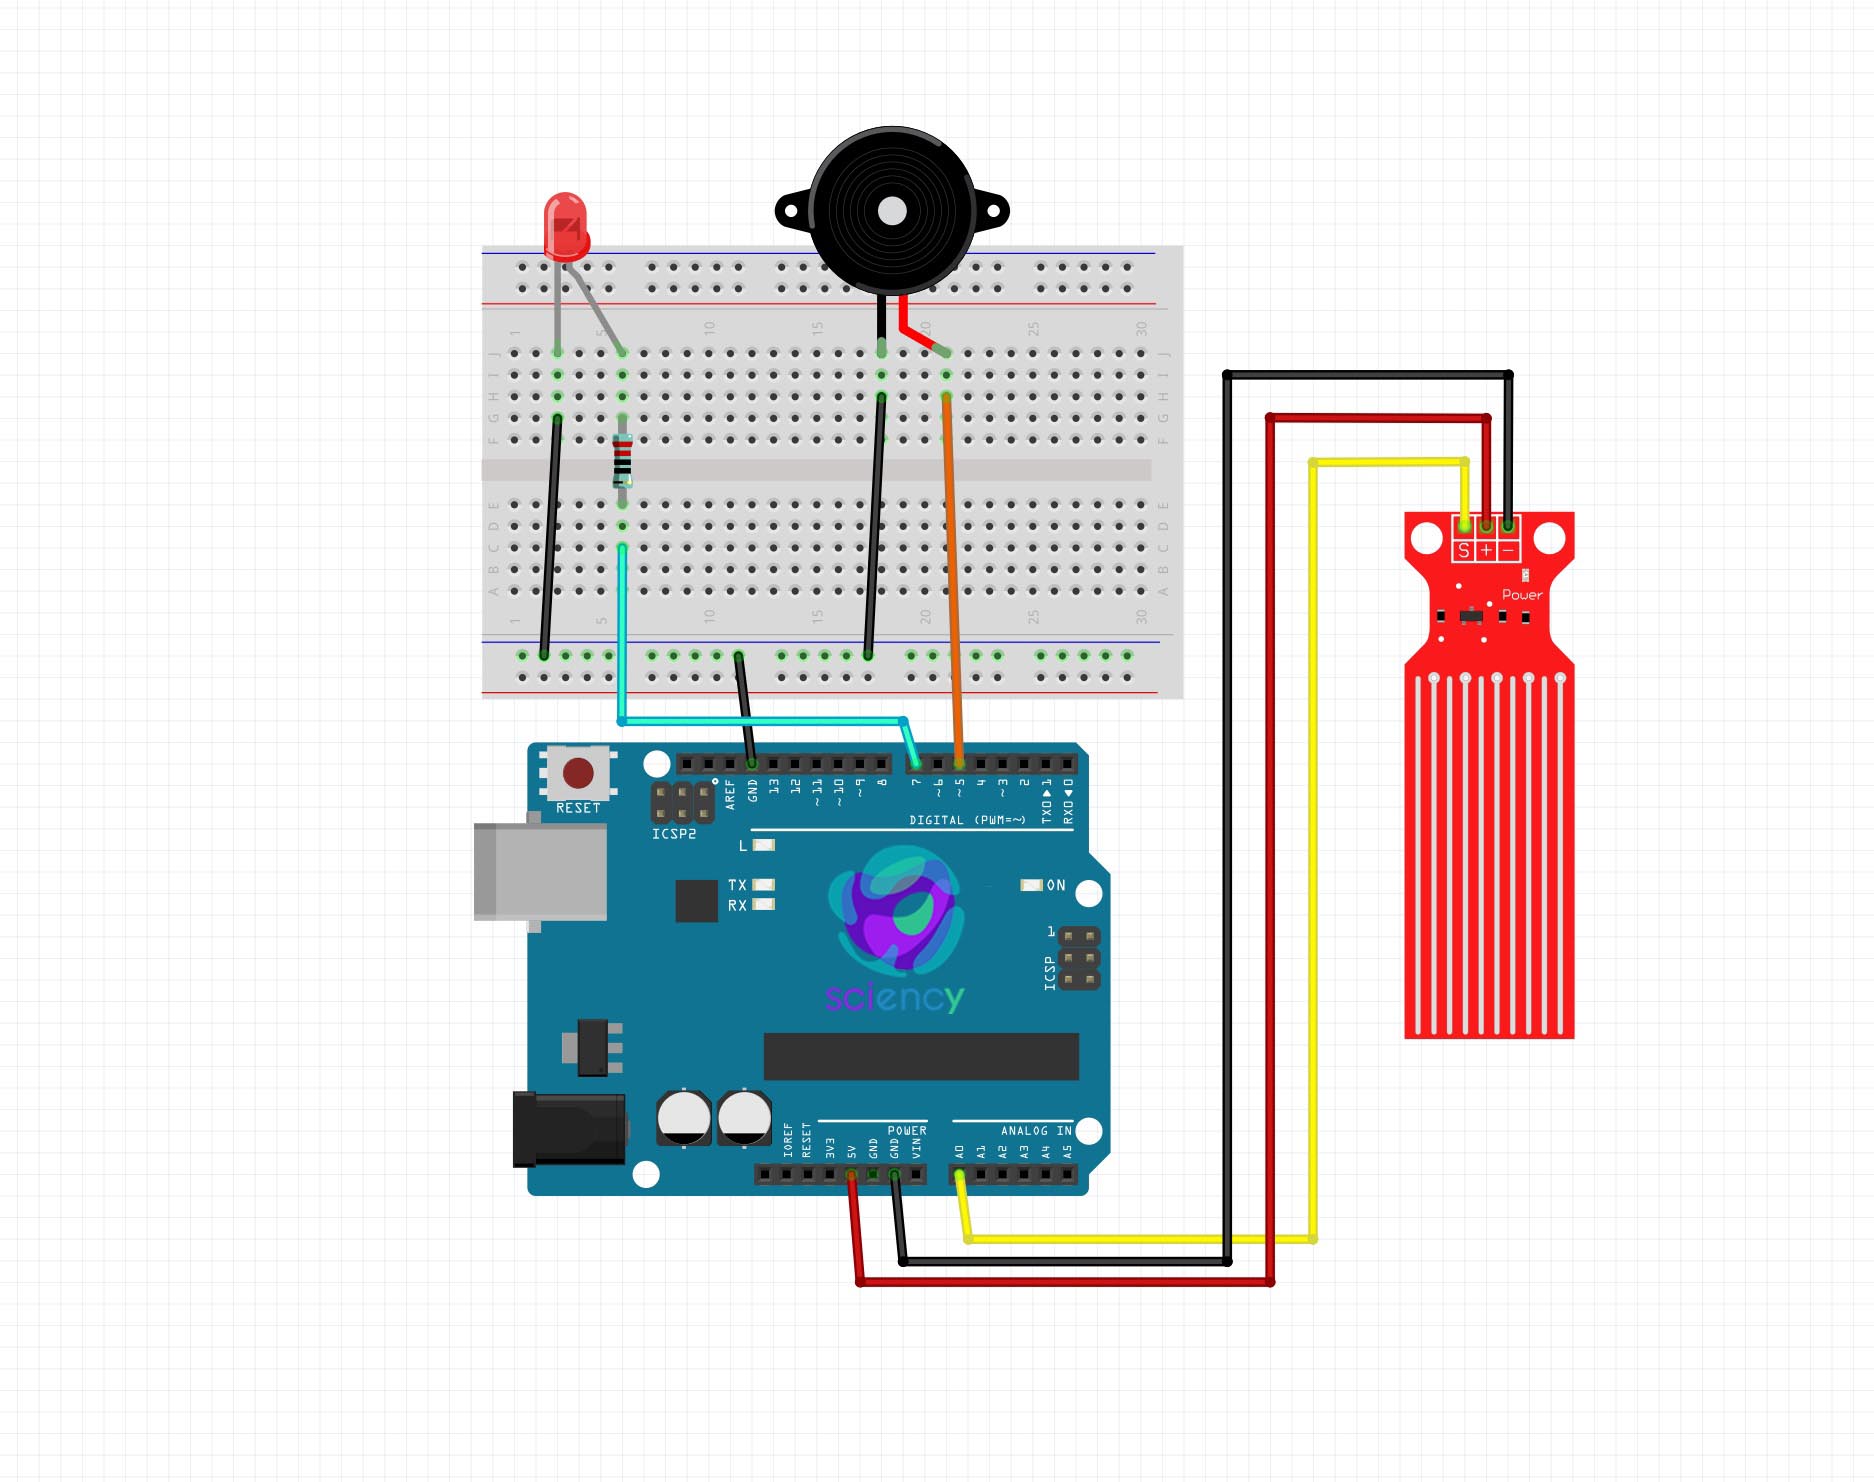 1 5 10 15 20 25 30
J J
I I
H H
G G
F F
E E
D D
C C
B B
A A
1 5 10 15 20 25 30
S + −
Power
RESET
ICSP2
AREF
GND
13
12
~11
~10
~9
8
7
~6
~5
4
~3
2
TX0▶1
RX0◀0
DIGITAL (PWM=~)
L
TX
RX
ON
1
ICSP
sciency
POWER
ANALOG IN
IOREF
RESET
3V3
5V
GND
GND
VIN
A0
A1
A2
A3
A4
A5